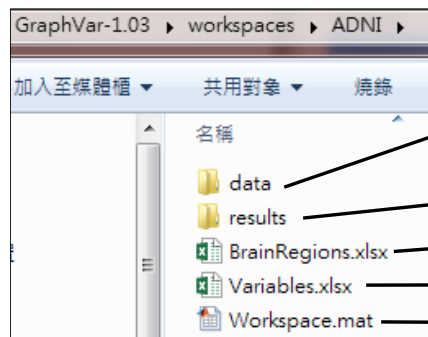 GraphVar-1.03 ▸ workspaces ▸ ADNI ▸
加入至媒體櫃 ▼ 共用對象 ▼ 燒錄
名稱
data
results
BrainRegions.xlsx
Variables.xlsx
Workspace.mat